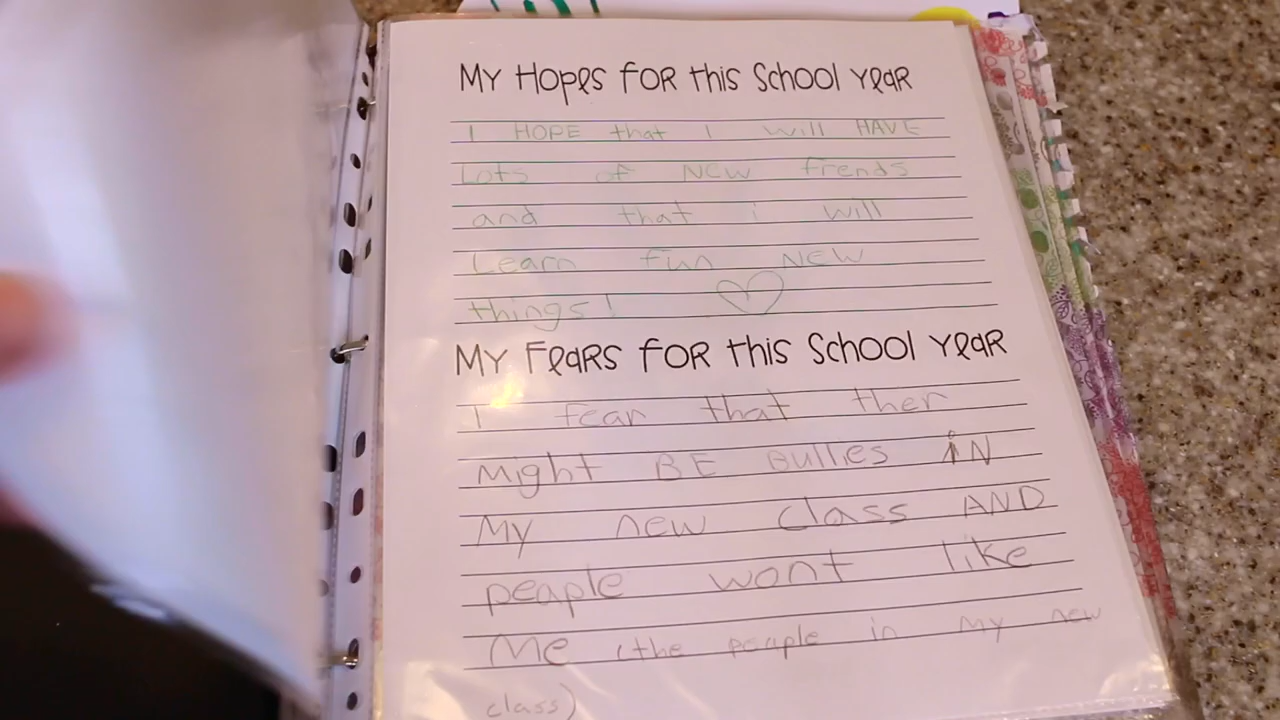 My Hopes for this School Year
I HOPE that I will HAVE
Lots of New frends
and that i will
Learn fun New
things! ♡
My Fears for this School Year
I fear that ther
might BE Bullies iN
My new class AND
peaple wont like
Me (the peaple in My new
class)